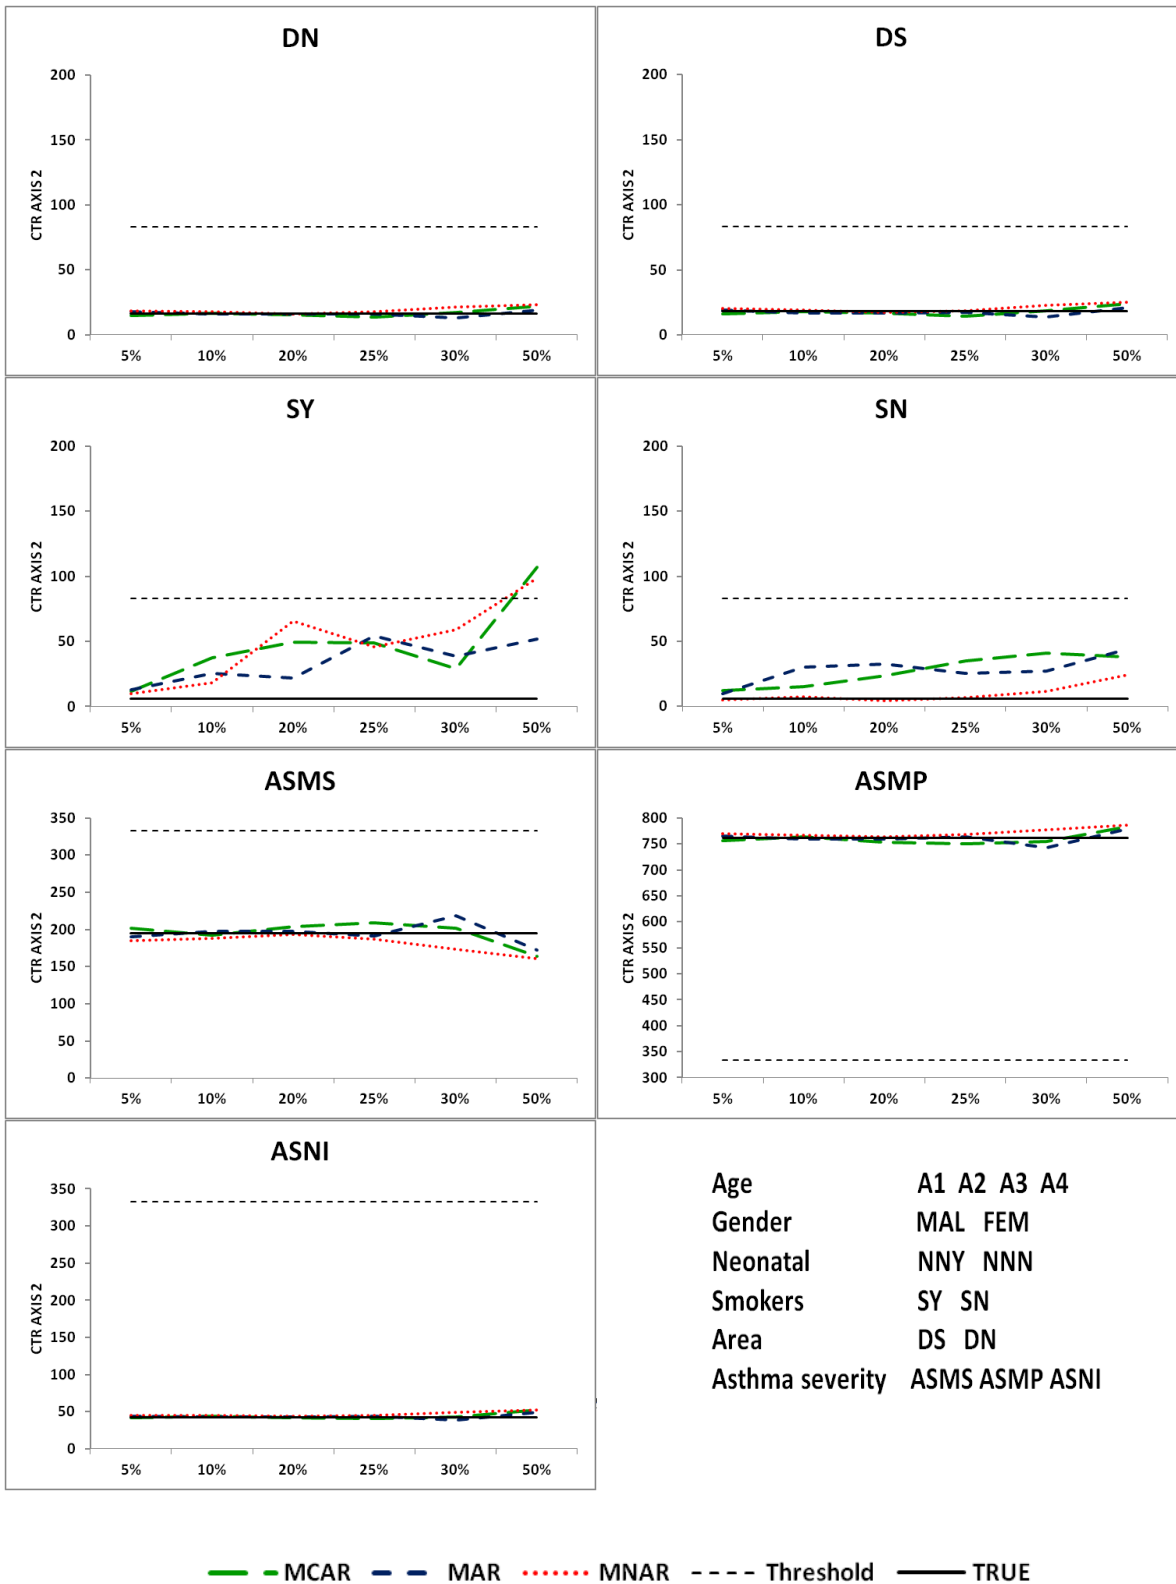 DN
200
150
100
50
0
CTR AXIS 2
5% 10% 20% 25% 30% 50%
DS
200
150
100
50
0
CTR AXIS 2
5% 10% 20% 25% 30% 50%
SY
200
150
100
50
0
CTR AXIS 2
5% 10% 20% 25% 30% 50%
SN
200
150
100
50
0
CTR AXIS 2
5% 10% 20% 25% 30% 50%
ASMS
350
300
250
200
150
100
50
0
CTR AXIS 2
5% 10% 20% 25% 30% 50%
ASMP
800
750
700
650
600
550
500
450
400
350
300
CTR AXIS 2
5% 10% 20% 25% 30% 50%
ASNI
350
300
250
200
150
100
50
0
CTR AXIS 2
5% 10% 20% 25% 30% 50%
Age A1 A2 A3 A4
Gender MAL FEM
Neonatal NNY NNN
Smokers SY SN
Area DS DN
Asthma severity ASMS ASMP ASNI
MCAR MAR MNAR Threshold TRUE